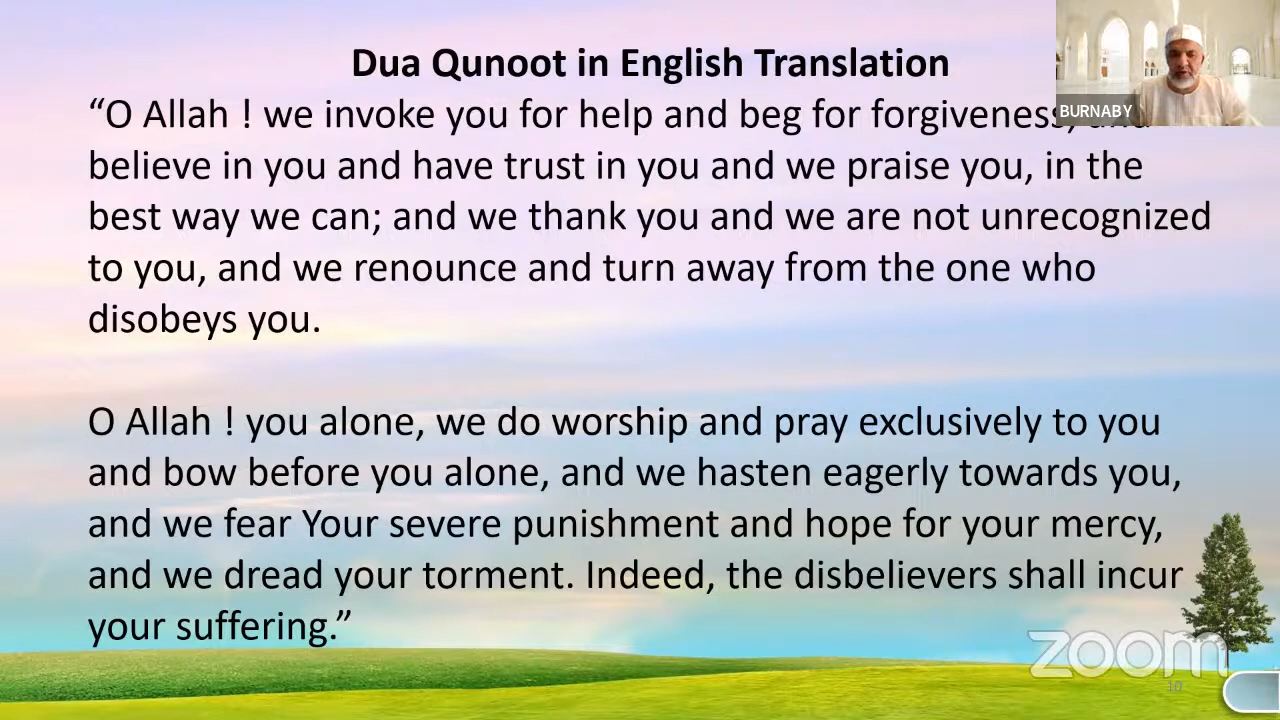 Dua Qunoot in English Translation
“O Allah ! we invoke you for help and beg for forgiveness,
BURNABY
believe in you and have trust in you and we praise you, in the
best way we can; and we thank you and we are not unrecognized
to you, and we renounce and turn away from the one who
disobeys you.
O Allah ! you alone, we do worship and pray exclusively to you
and bow before you alone, and we hasten eagerly towards you,
and we fear Your severe punishment and hope for your mercy,
and we dread your torment. Indeed, the disbelievers shall incur
your suffering.”
zoom
10